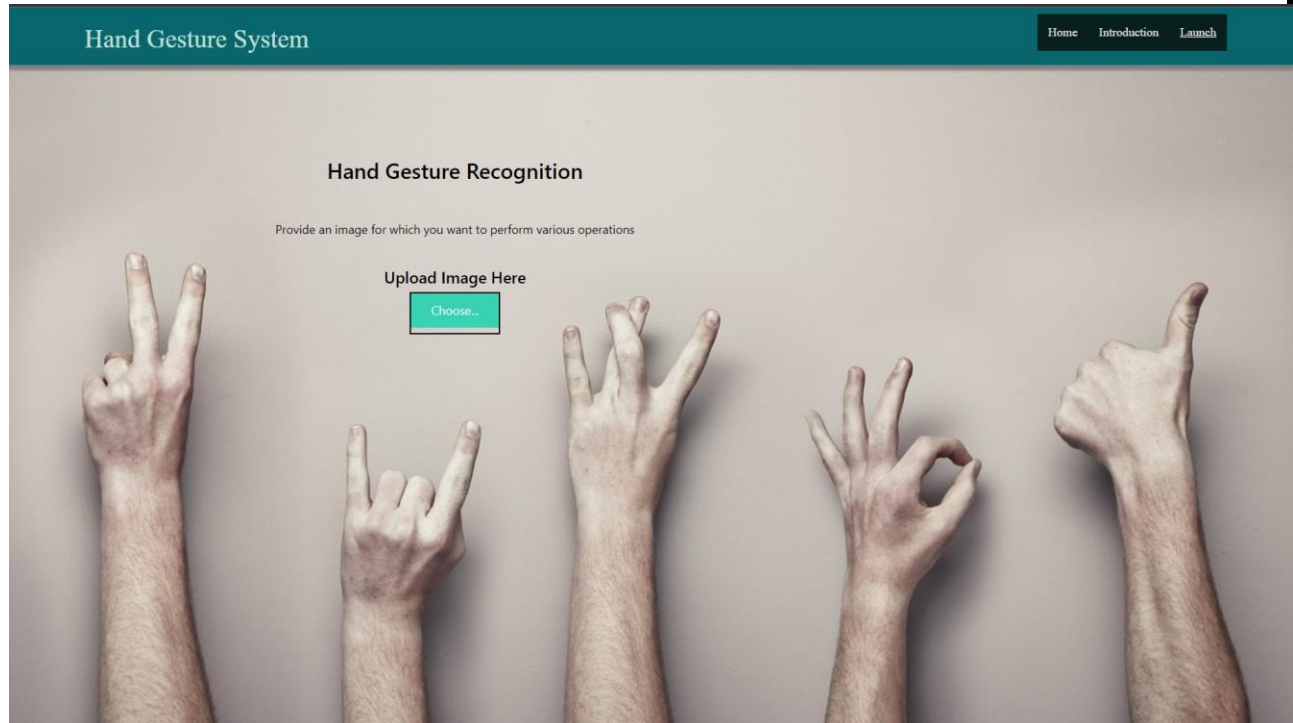 Hand Gesture System
Home Introduction Launch
Hand Gesture Recognition
Provide an image for which you want to perform various operations
Upload Image Here
Choose...